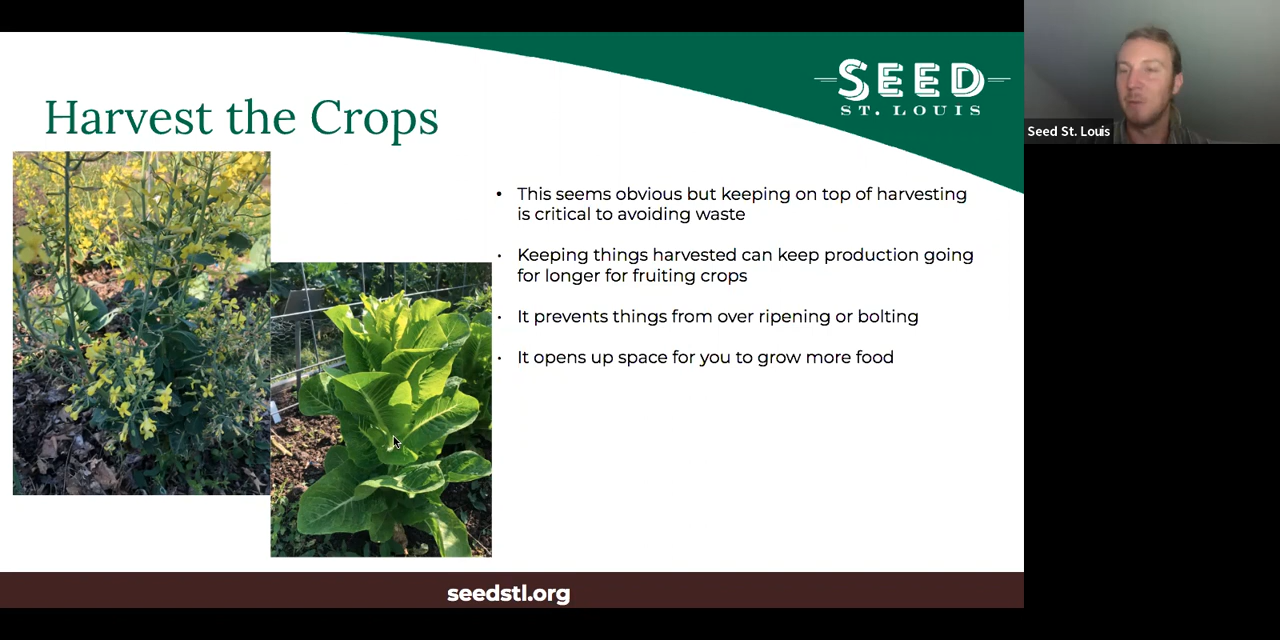 SEED
ST. LOUIS
Harvest the Crops
Seed St. Louis
• This seems obvious but keeping on top of harvesting
is critical to avoiding waste
• Keeping things harvested can keep production going
for longer for fruiting crops
• It prevents things from over ripening or bolting
• It opens up space for you to grow more food
seedstl.org